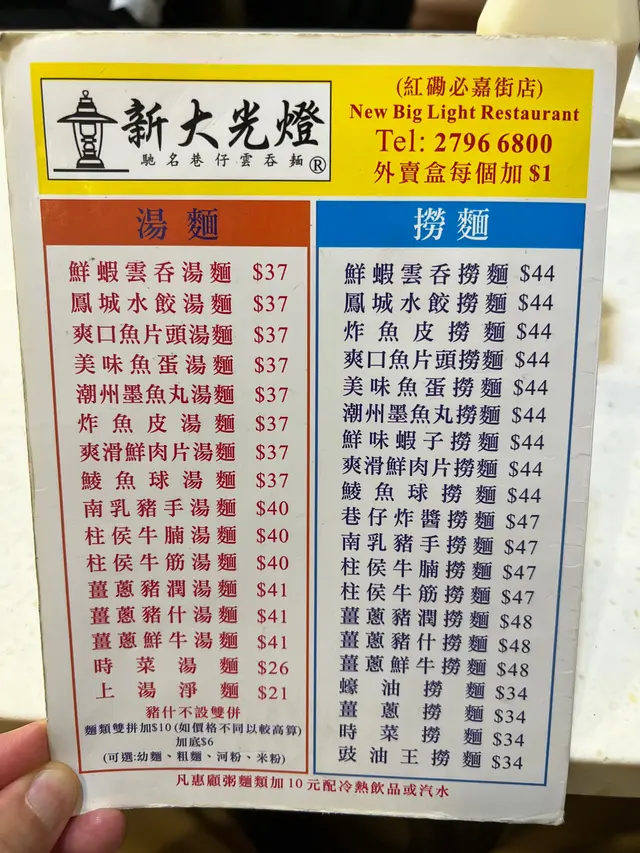 新大光燈
馳名巷仔雲吞麵®
(紅磡必嘉街店)
New Big Light Restaurant
Tel: 2796 6800
外賣盒每個加 $1
湯麵
鮮蝦雲吞湯麵 $37
鳳城水餃湯麵 $37
爽口魚片頭湯麵 $37
美味魚蛋湯麵 $37
潮州墨魚丸湯麵 $37
炸魚皮湯麵 $37
爽滑鮮肉片湯麵 $37
鯪魚球湯麵 $37
南乳豬手湯麵 $40
柱侯牛腩湯麵 $40
柱侯牛筋湯麵 $40
薑蔥豬潤湯麵 $41
薑蔥豬什湯麵 $41
薑蔥鮮牛湯麵 $41
時菜湯麵 $26
上湯淨麵 $21
豬什不設雙併
麵類雙拼加$10(如價格不同以較高算)
加底$6
(可選:幼麵、粗麵、河粉、米粉)
撈麵
鮮蝦雲吞撈麵 $44
鳳城水餃撈麵 $44
炸魚皮撈麵 $44
爽口魚片頭撈麵 $44
美味魚蛋撈麵 $44
潮州墨魚丸撈麵 $44
鮮味蝦子撈麵 $44
爽滑鮮肉片撈麵 $44
鯪魚球撈麵 $44
巷仔炸醬撈麵 $47
南乳豬手撈麵 $47
柱侯牛腩撈麵 $47
柱侯牛筋撈麵 $47
薑蔥豬潤撈麵 $48
薑蔥豬什撈麵 $48
薑蔥鮮牛撈麵 $48
蠔油撈麵 $34
薑蔥撈麵 $34
時菜撈麵 $34
豉油王撈麵 $34
凡惠顧粥麵類加10元配冷熱飲品或汽水